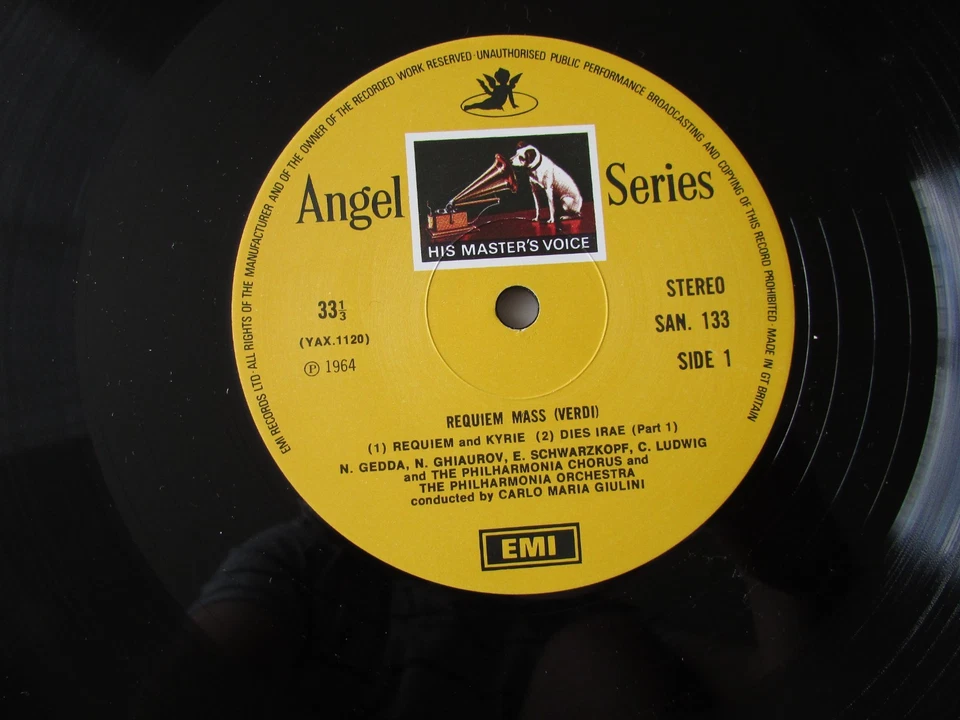 EMI RECORDS LTD·ALL RIGHTS OF THE MANUFACTURER AND OF THE OWNER OF THE RECORDED WORK RESERVED·UNAUTHORISED PUBLIC PERFORMANCE BROADCASTING AND COPYING OF THIS RECORD PROHIBITED·MADE IN GT BRITAIN
Angel Series
HIS MASTER'S VOICE
33⅓
(YAX.1120)
℗ 1964
STEREO
SAN. 133
SIDE 1
REQUIEM MASS (VERDI)
(1) REQUIEM and KYRIE (2) DIES IRAE (Part 1)
N. GEDDA, N. GHIAUROV, E. SCHWARZKOPF, C. LUDWIG
and THE PHILHARMONIA CHORUS and
THE PHILHARMONIA ORCHESTRA
conducted by CARLO MARIA GIULINI
EMI